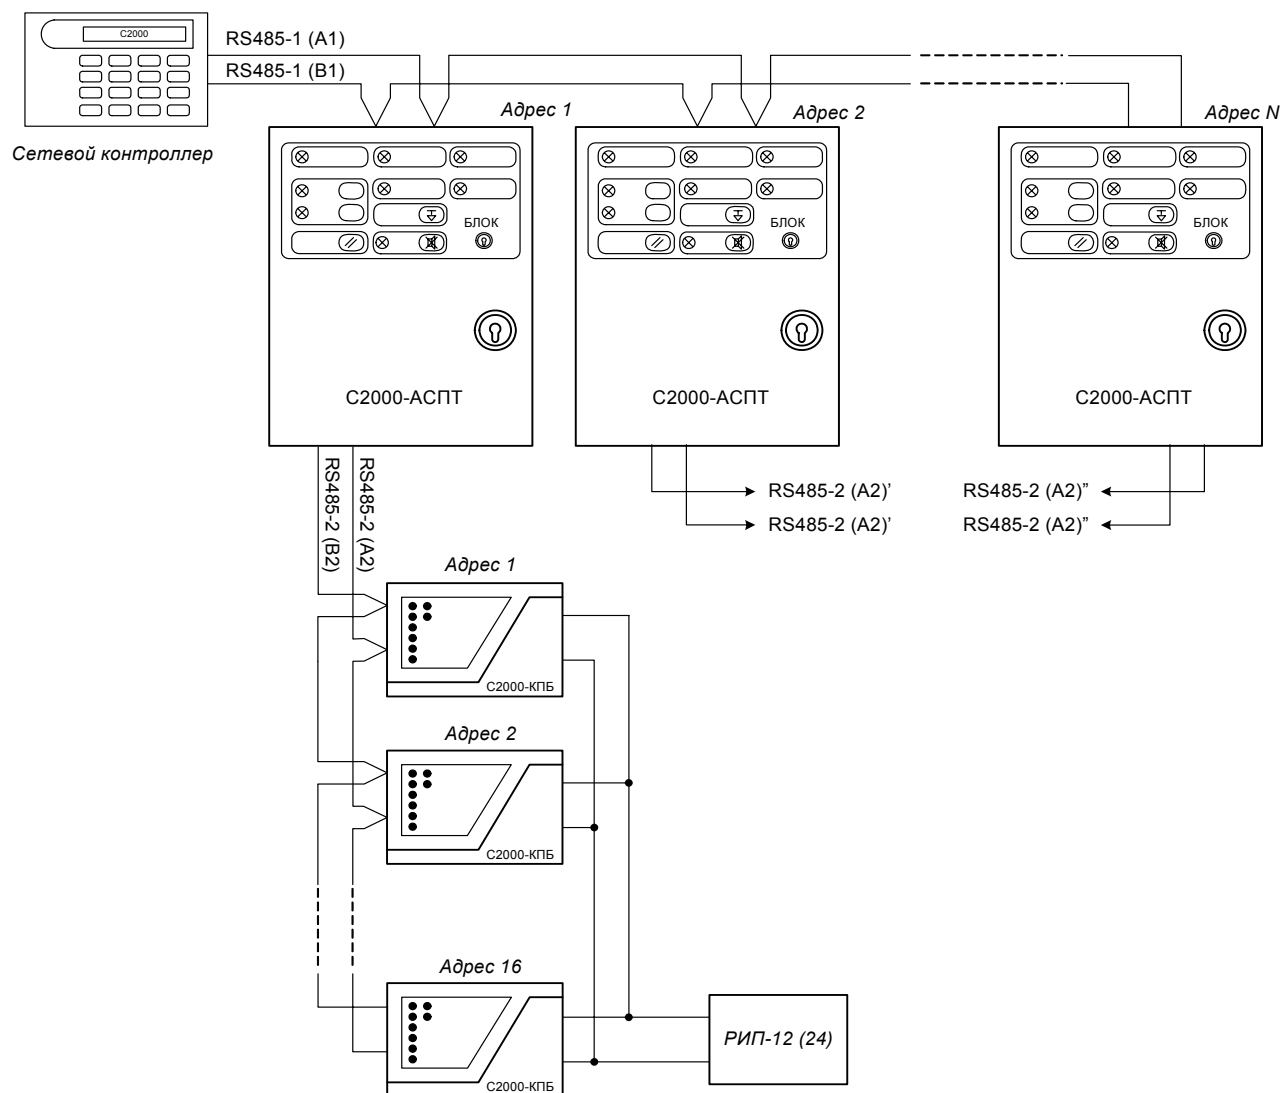 С2000
RS485-1 (A1)
RS485-1 (B1)
Адрес 1
Адрес 2
Адрес N
Сетевой контроллер
БЛОК
БЛОК
БЛОК
С2000-АСПТ
С2000-АСПТ
С2000-АСПТ
RS485-2 (B2)
RS485-2 (A2)
RS485-2 (A2)’
RS485-2 (A2)”
RS485-2 (A2)’
RS485-2 (A2)”
Адрес 1
С2000-КПБ
Адрес 2
С2000-КПБ
Адрес 16
С2000-КПБ
РИП-12 (24)